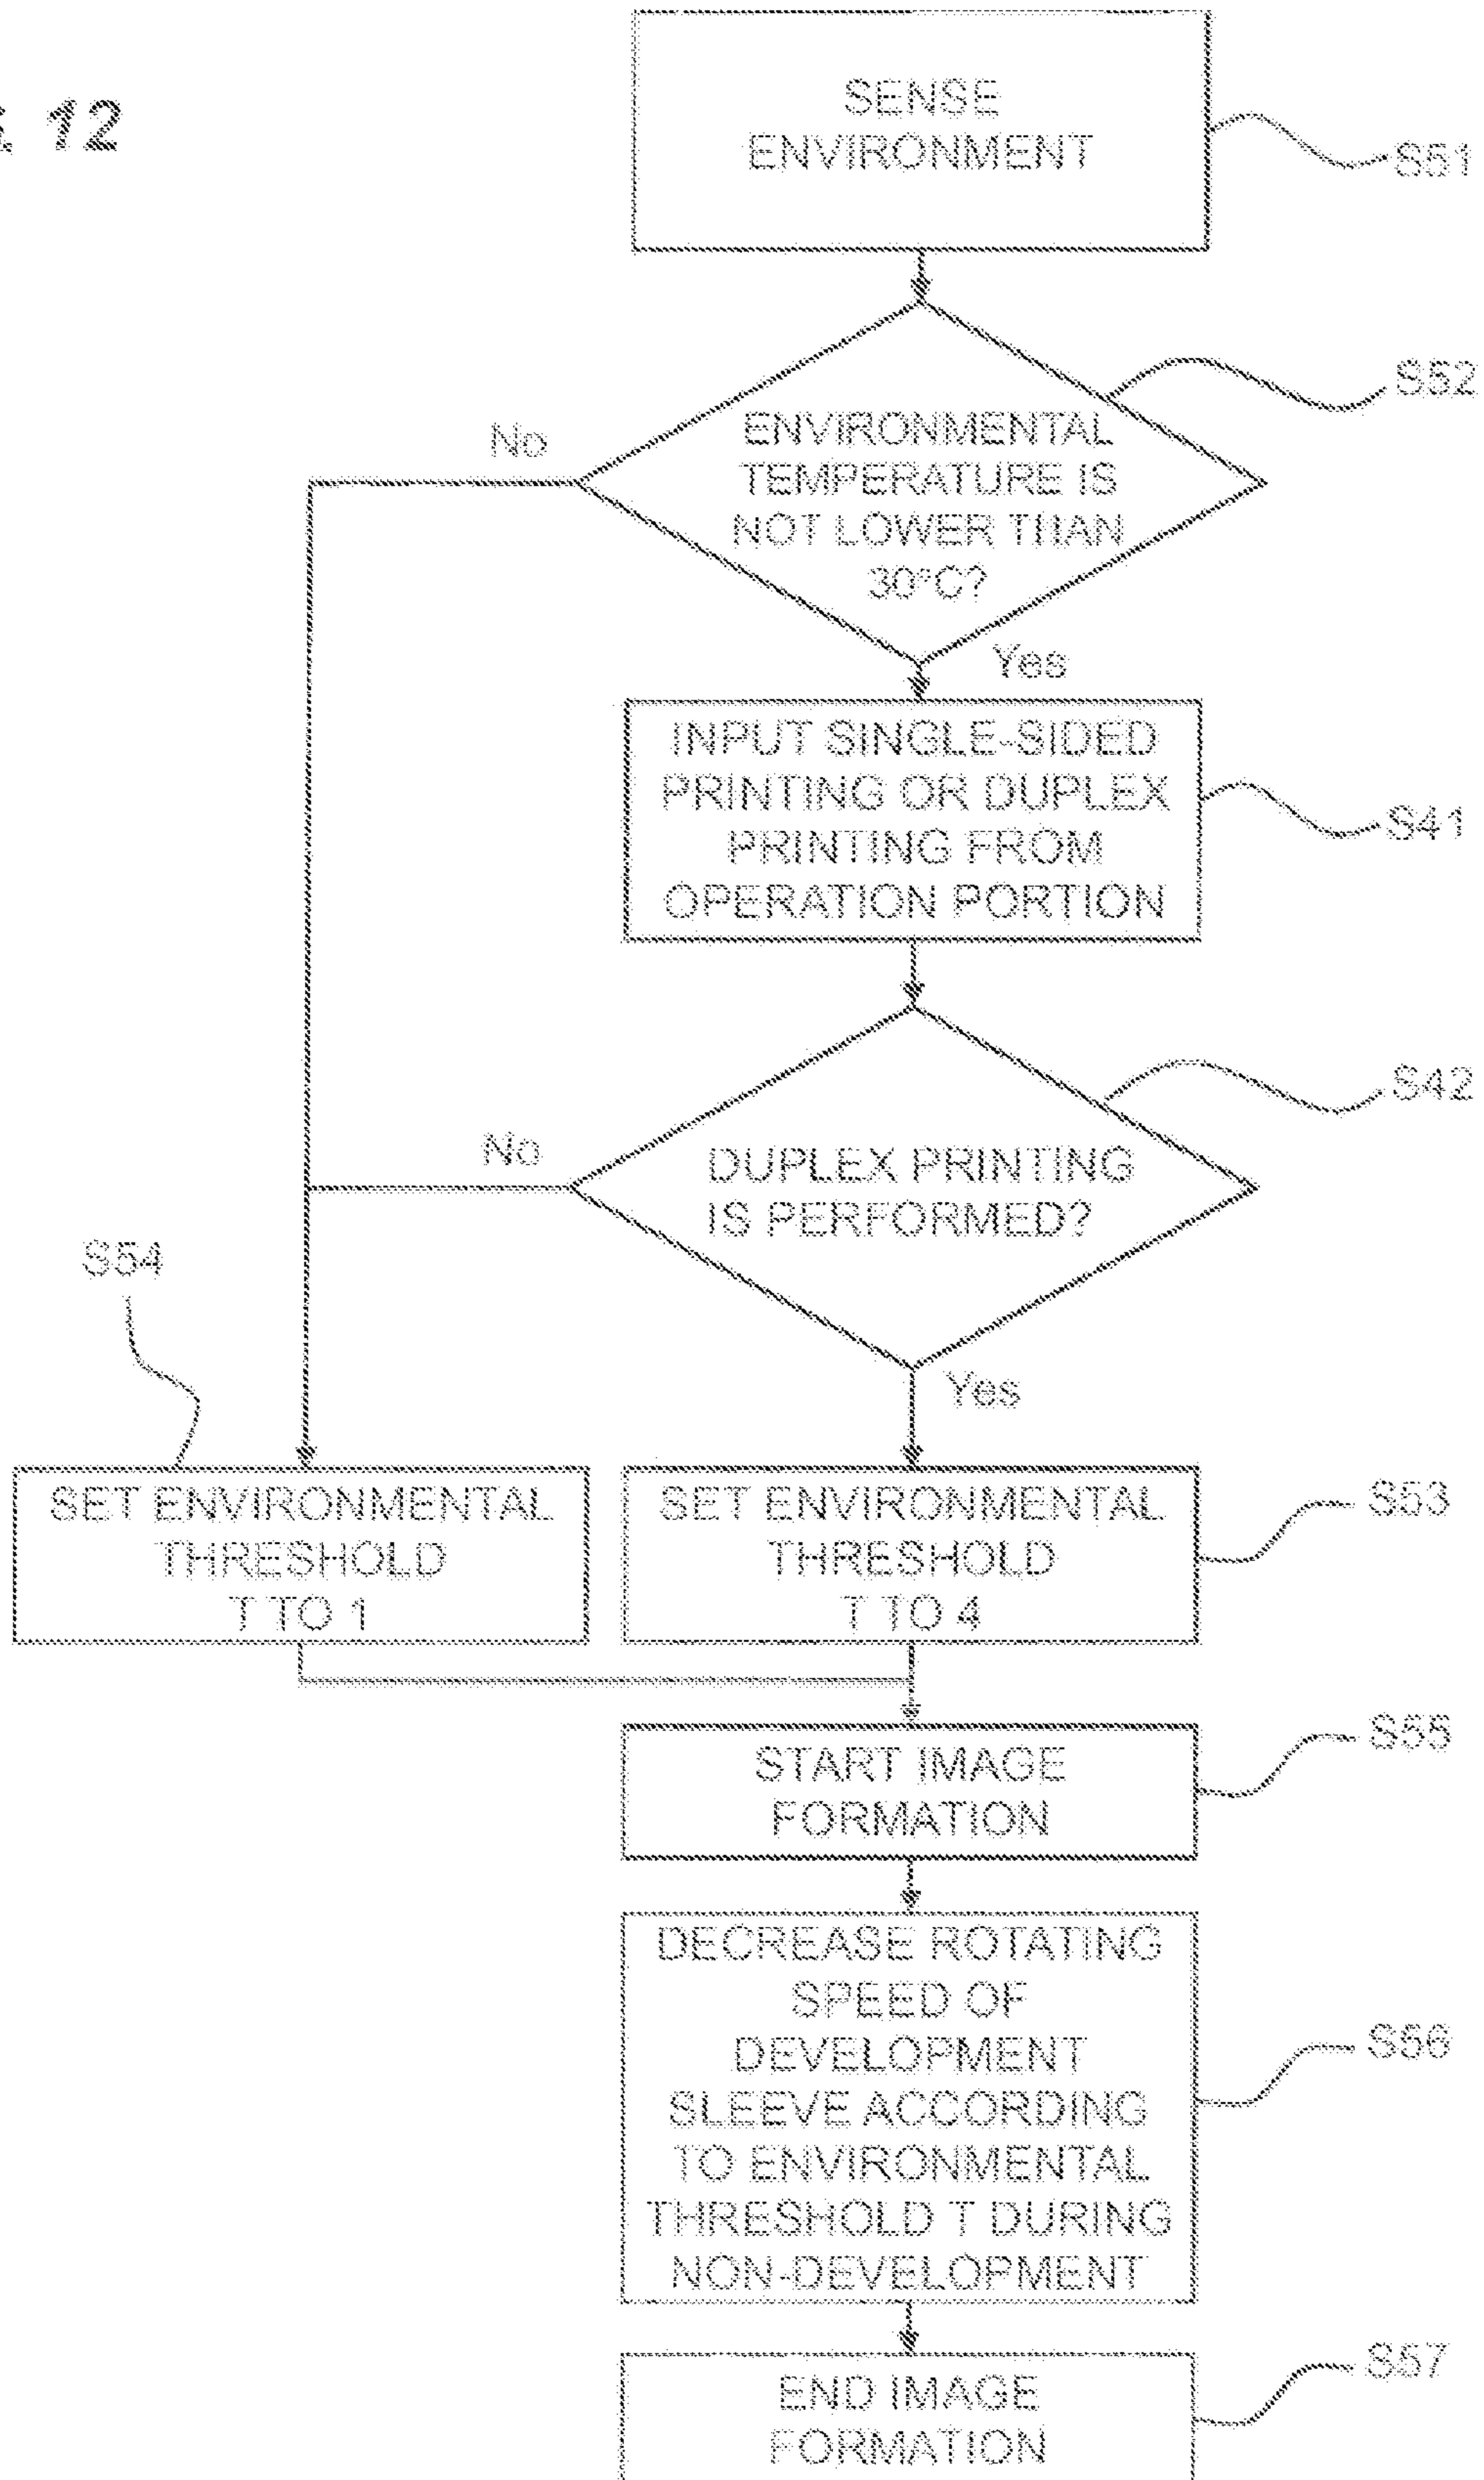 12
SENSE
ENVIRONMENT
S51
S52
No
ENVIRONMENTAL
TEMPERATURE IS
NOT LOWER THAN
30°C?
Yes
INPUT SINGLE-SIDED
PRINTING OR DUPLEX
PRINTING FROM
OPERATION PORTION
S41
S42
No
DUPLEX PRINTING
IS PERFORMED?
S54
Yes
SET ENVIRONMENTAL
THRESHOLD
T TO 1
SET ENVIRONMENTAL
THRESHOLD
T TO 4
S53
START IMAGE
FORMATION
S55
DECREASE ROTATING
SPEED OF
DEVELOPMENT
SLEEVE ACCORDING
TO ENVIRONMENTAL
THRESHOLD T DURING
NON-DEVELOPMENT
S56
END IMAGE
FORMATION
S57